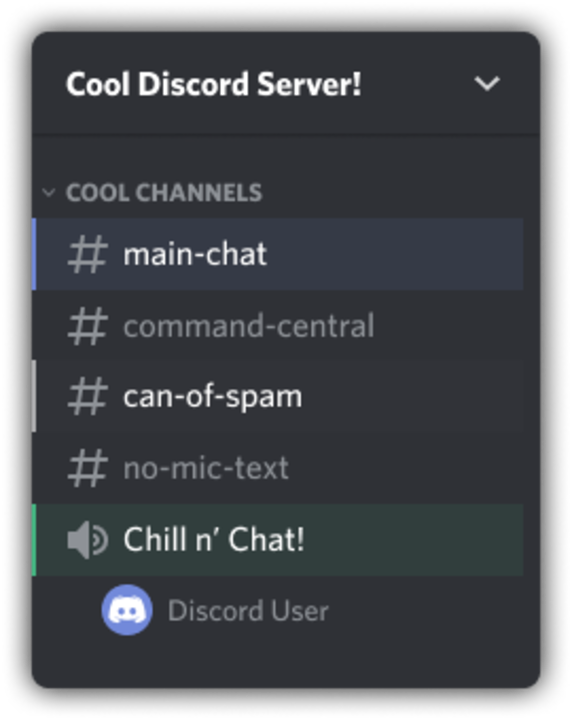 Cool Discord Server!
COOL CHANNELS
# main-chat
# command-central
# can-of-spam
# no-mic-text
Chill n’ Chat!
Discord User